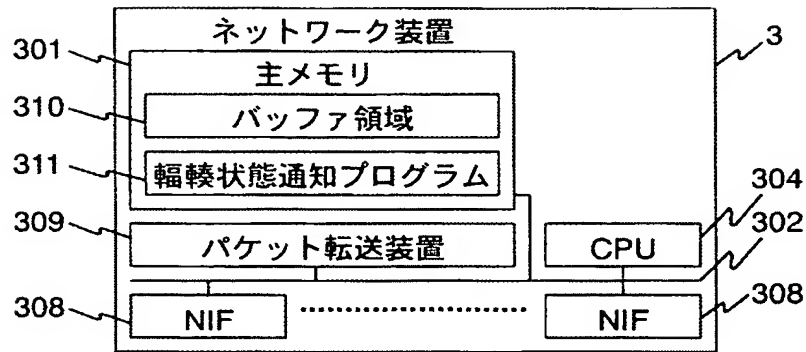 ネットワーク装置
3
301
主メモリ
310
バッファ領域
311
輻輳状態通知プログラム
304
309
パケット転送装置
CPU
302
308
NIF
NIF
308